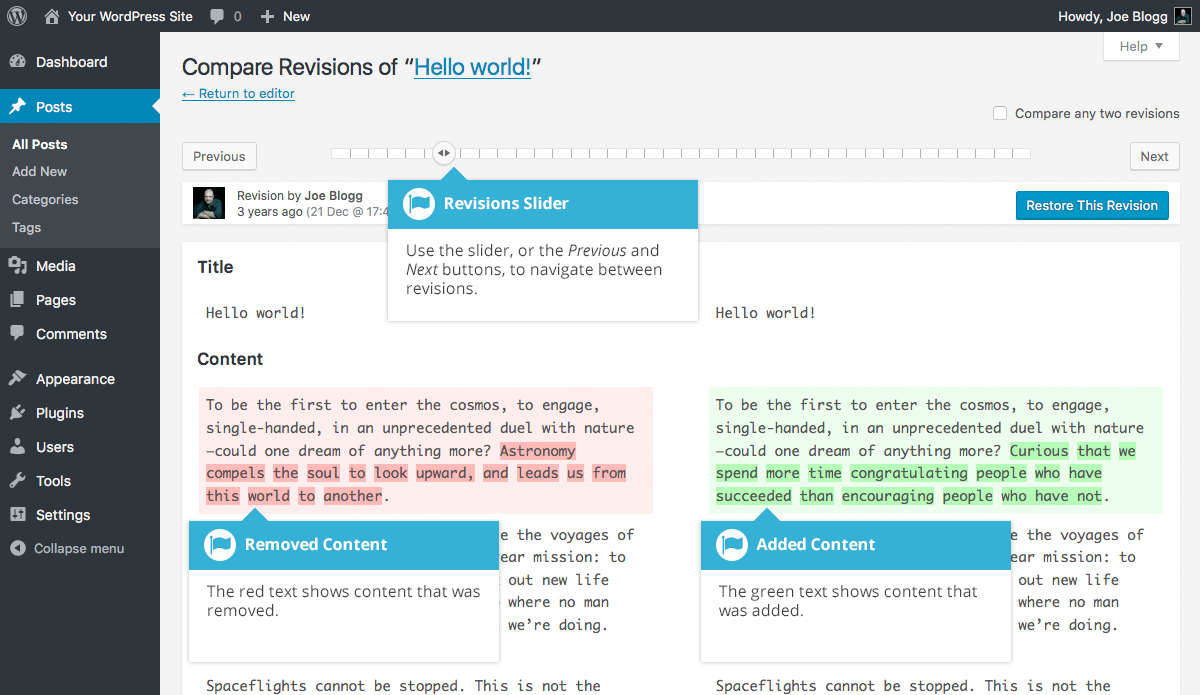 Your WordPress Site 0 New Howdy, Joe Blogg
Help
Dashboard
Posts
All Posts
Add New
Categories
Tags
Media
Pages
Comments
Appearance
Plugins
Users
Tools
Settings
Collapse menu
Compare Revisions of “Hello world!“
← Return to editor
Compare any two revisions
Previous
Next
Revision by Joe Blogg
3 years ago (21 Dec @ 17:4
Restore This Revision
Revisions Slider
Use the slider, or the Previous and
Next buttons, to navigate between
revisions.
Title
Hello world!
Hello world!
Content
To be the first to enter the cosmos, to engage,
single-handed, in an unprecedented duel with nature
—could one dream of anything more? Astronomy
compels the soul to look upward, and leads us from
this world to another.
To be the first to enter the cosmos, to engage,
single-handed, in an unprecedented duel with nature
—could one dream of anything more? Curious that we
spend more time congratulating people who have
succeeded than encouraging people who have not.
Removed Content
The red text shows content that was
removed.
e the voyages of
ear mission: to
out new life
where no man
we’re doing.
Added Content
The green text shows content that
was added.
e the voyages of
ear mission: to
out new life
where no man
we’re doing.
Spaceflights cannot be stopped. This is not the
Spaceflights cannot be stopped. This is not the